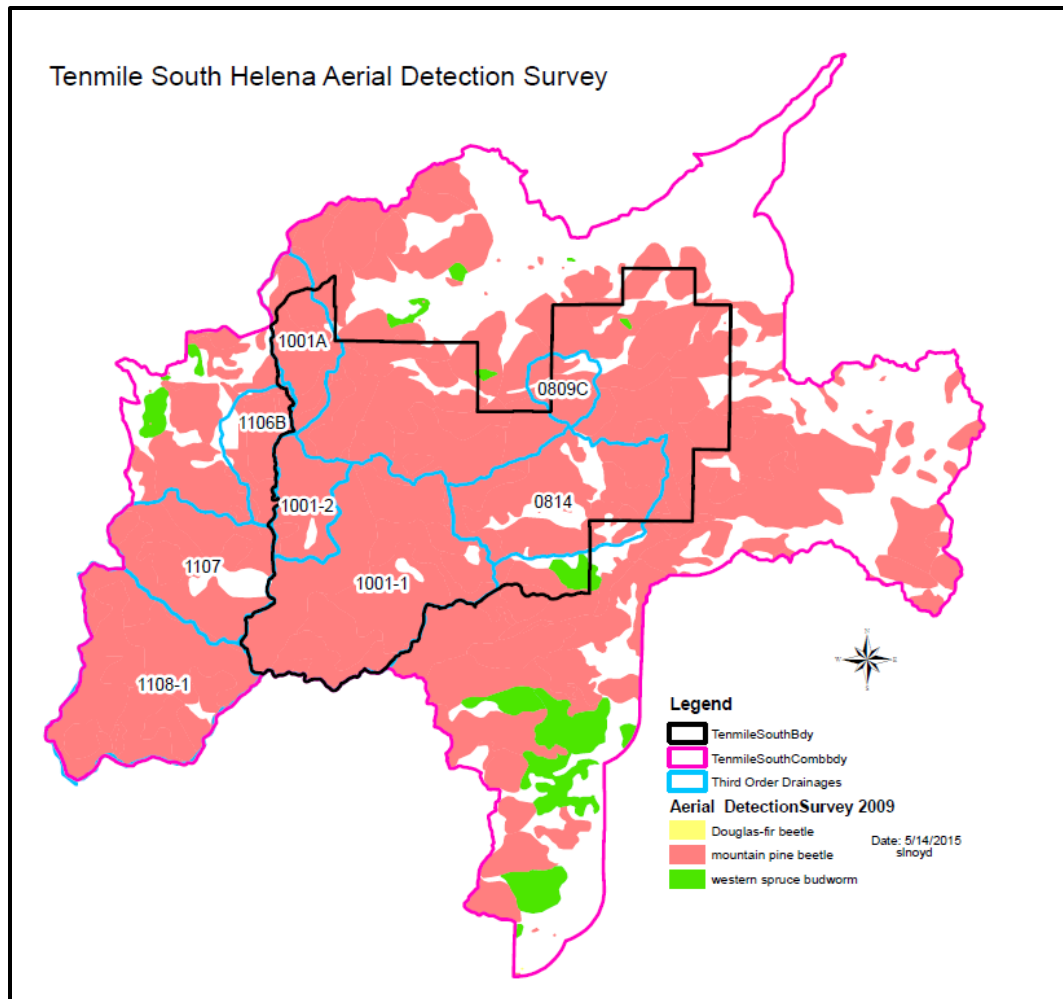 Tenmile South Helena Aerial Detection Survey
1001A
0809C
1106B
1001-2
0814
1107
1001-1
1108-1
N
W
E
S
Legend
TenmileSouthBdy
TenmileSouthCombbdy
Third Order Drainages
Aerial DetectionSurvey 2009
Douglas-fir beetle
mountain pine beetle
western spruce budworm
Date: 5/14/2015
slnoyd